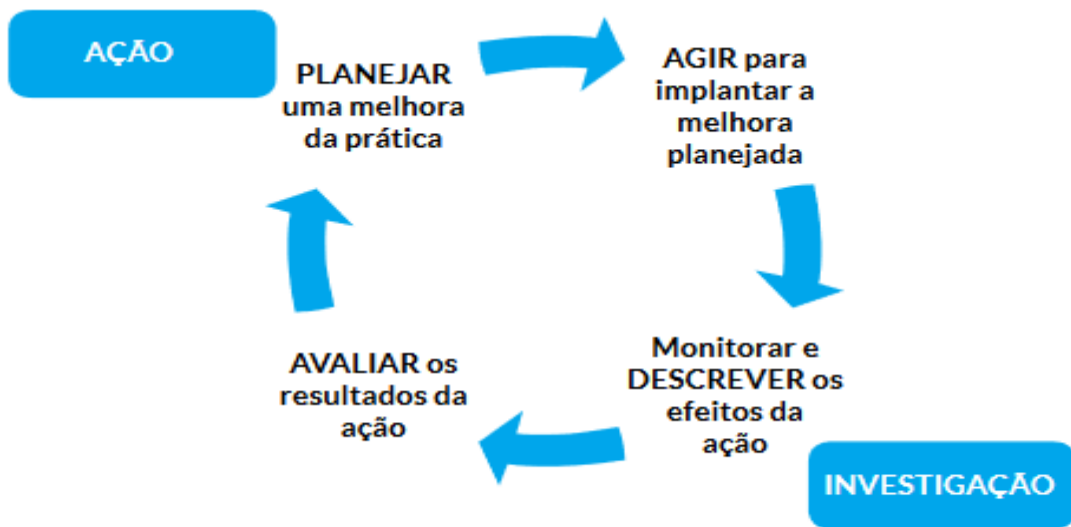 AÇÃO
PLANEJAR
uma melhora
da prática
AGIR para
implantar a
melhora
planejada
Monitorar e
DESCREVER os
efeitos da
ação
INVESTIGAÇÃO
AVALIAR os
resultados da
ação